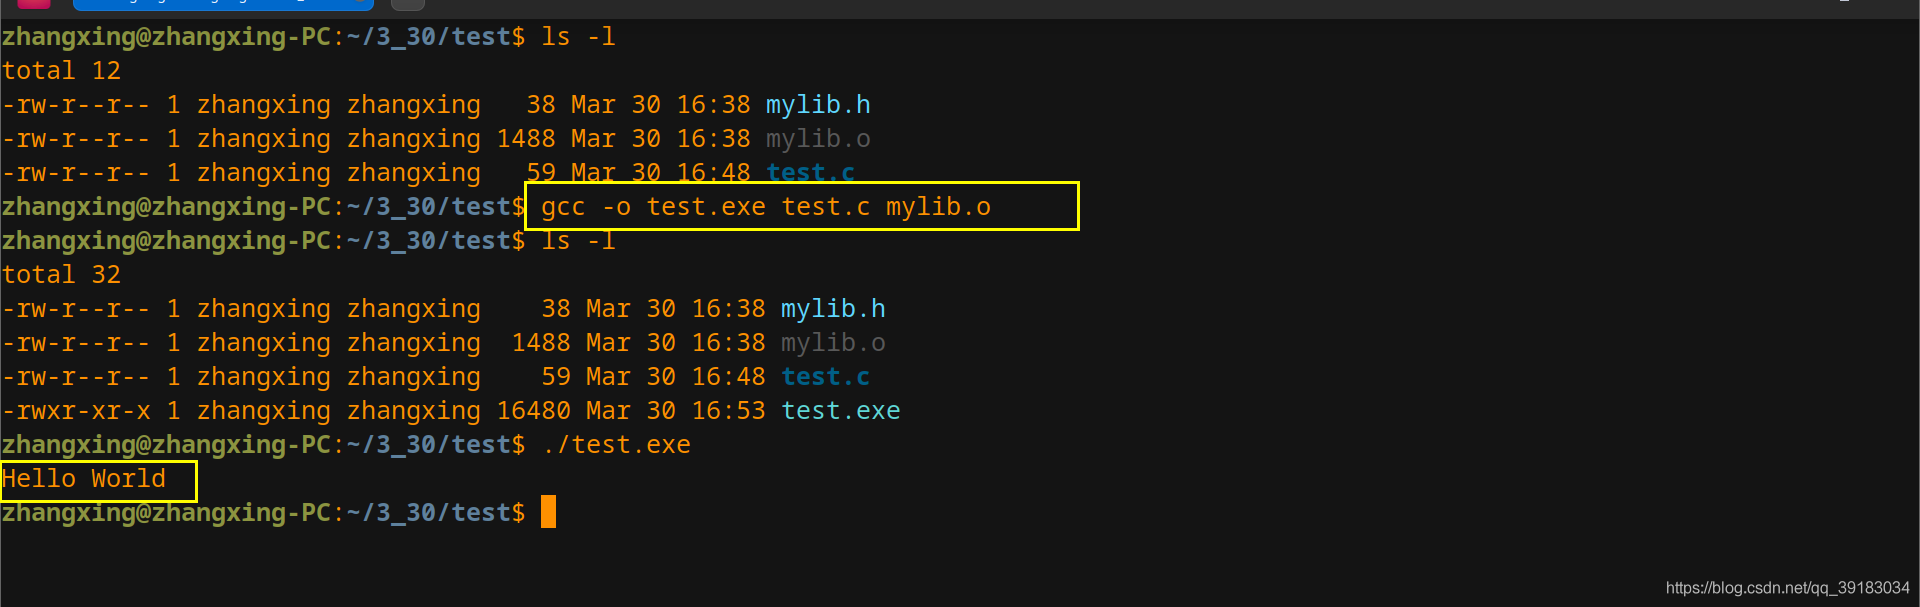 zhangxing@zhangxing-PC:~/3_30/test$ ls -l
total 12
-rw-r--r-- 1 zhangxing zhangxing   38 Mar 30 16:38 mylib.h
-rw-r--r-- 1 zhangxing zhangxing 1488 Mar 30 16:38 mylib.o
-rw-r--r-- 1 zhangxing zhangxing   59 Mar 30 16:48 test.c
zhangxing@zhangxing-PC:~/3_30/test$ gcc -o test.exe test.c mylib.o
zhangxing@zhangxing-PC:~/3_30/test$ ls -l
total 32
-rw-r--r-- 1 zhangxing zhangxing    38 Mar 30 16:38 mylib.h
-rw-r--r-- 1 zhangxing zhangxing  1488 Mar 30 16:38 mylib.o
-rw-r--r-- 1 zhangxing zhangxing    59 Mar 30 16:48 test.c
-rwxr-xr-x 1 zhangxing zhangxing 16480 Mar 30 16:53 test.exe
zhangxing@zhangxing-PC:~/3_30/test$ ./test.exe
Hello World
zhangxing@zhangxing-PC:~/3_30/test$
https://blog.csdn.net/qq_39183034